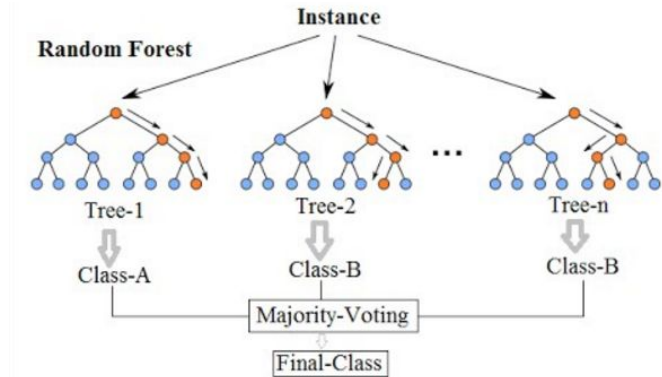 Instance
Random Forest
...
Tree-1
Tree-2
Tree-n
Class-A
Class-B
Class-B
Majority-Voting
Final-Class